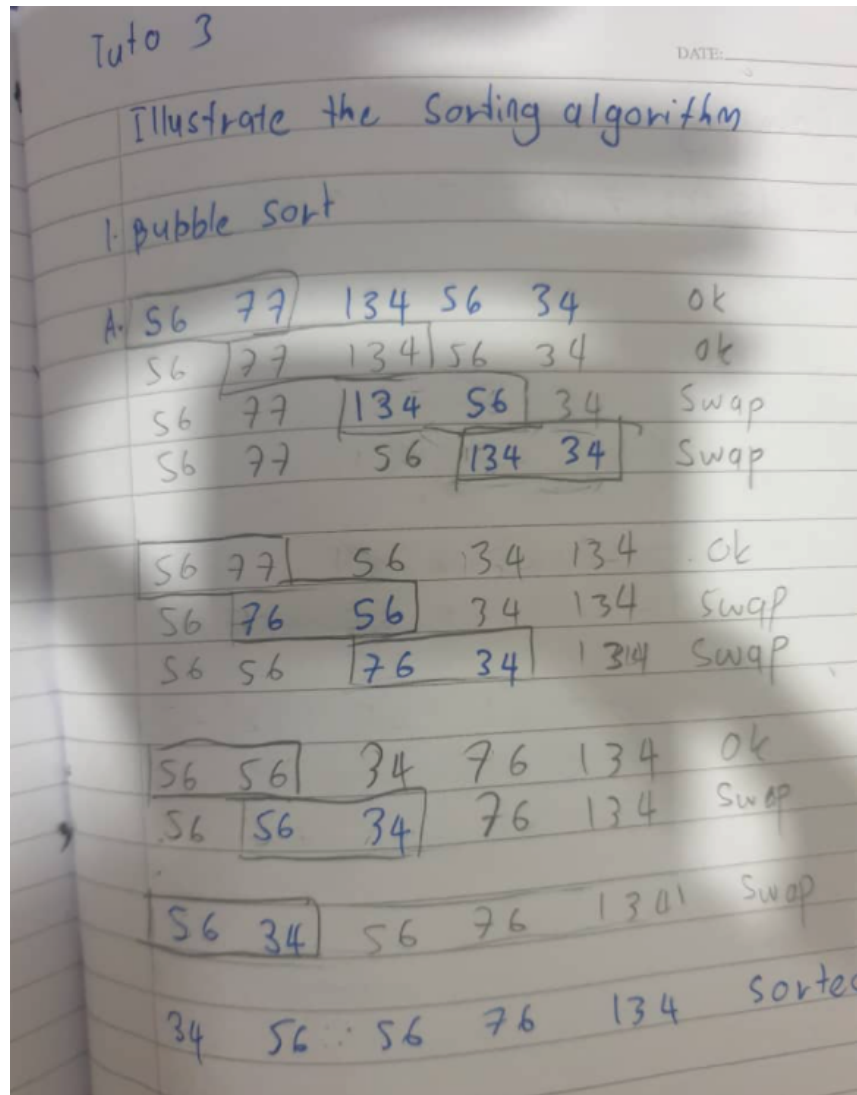 Tuto 3
DATE:
Illustrate the Sorting algorithm
1. Bubble sort
A. 56 77 134 56 34 ok
56 77 134 56 34 ok
56 77 134 56 34 Swap
56 77 56 134 34 Swap
56 77 56 34 134 ok
56 76 56 34 134 Swap
56 56 76 34 134 Swap
56 56 34 76 134 Ok
56 56 34 76 134 Swap
56 34 56 76 134 Swap
34 56 56 76 134 sorted